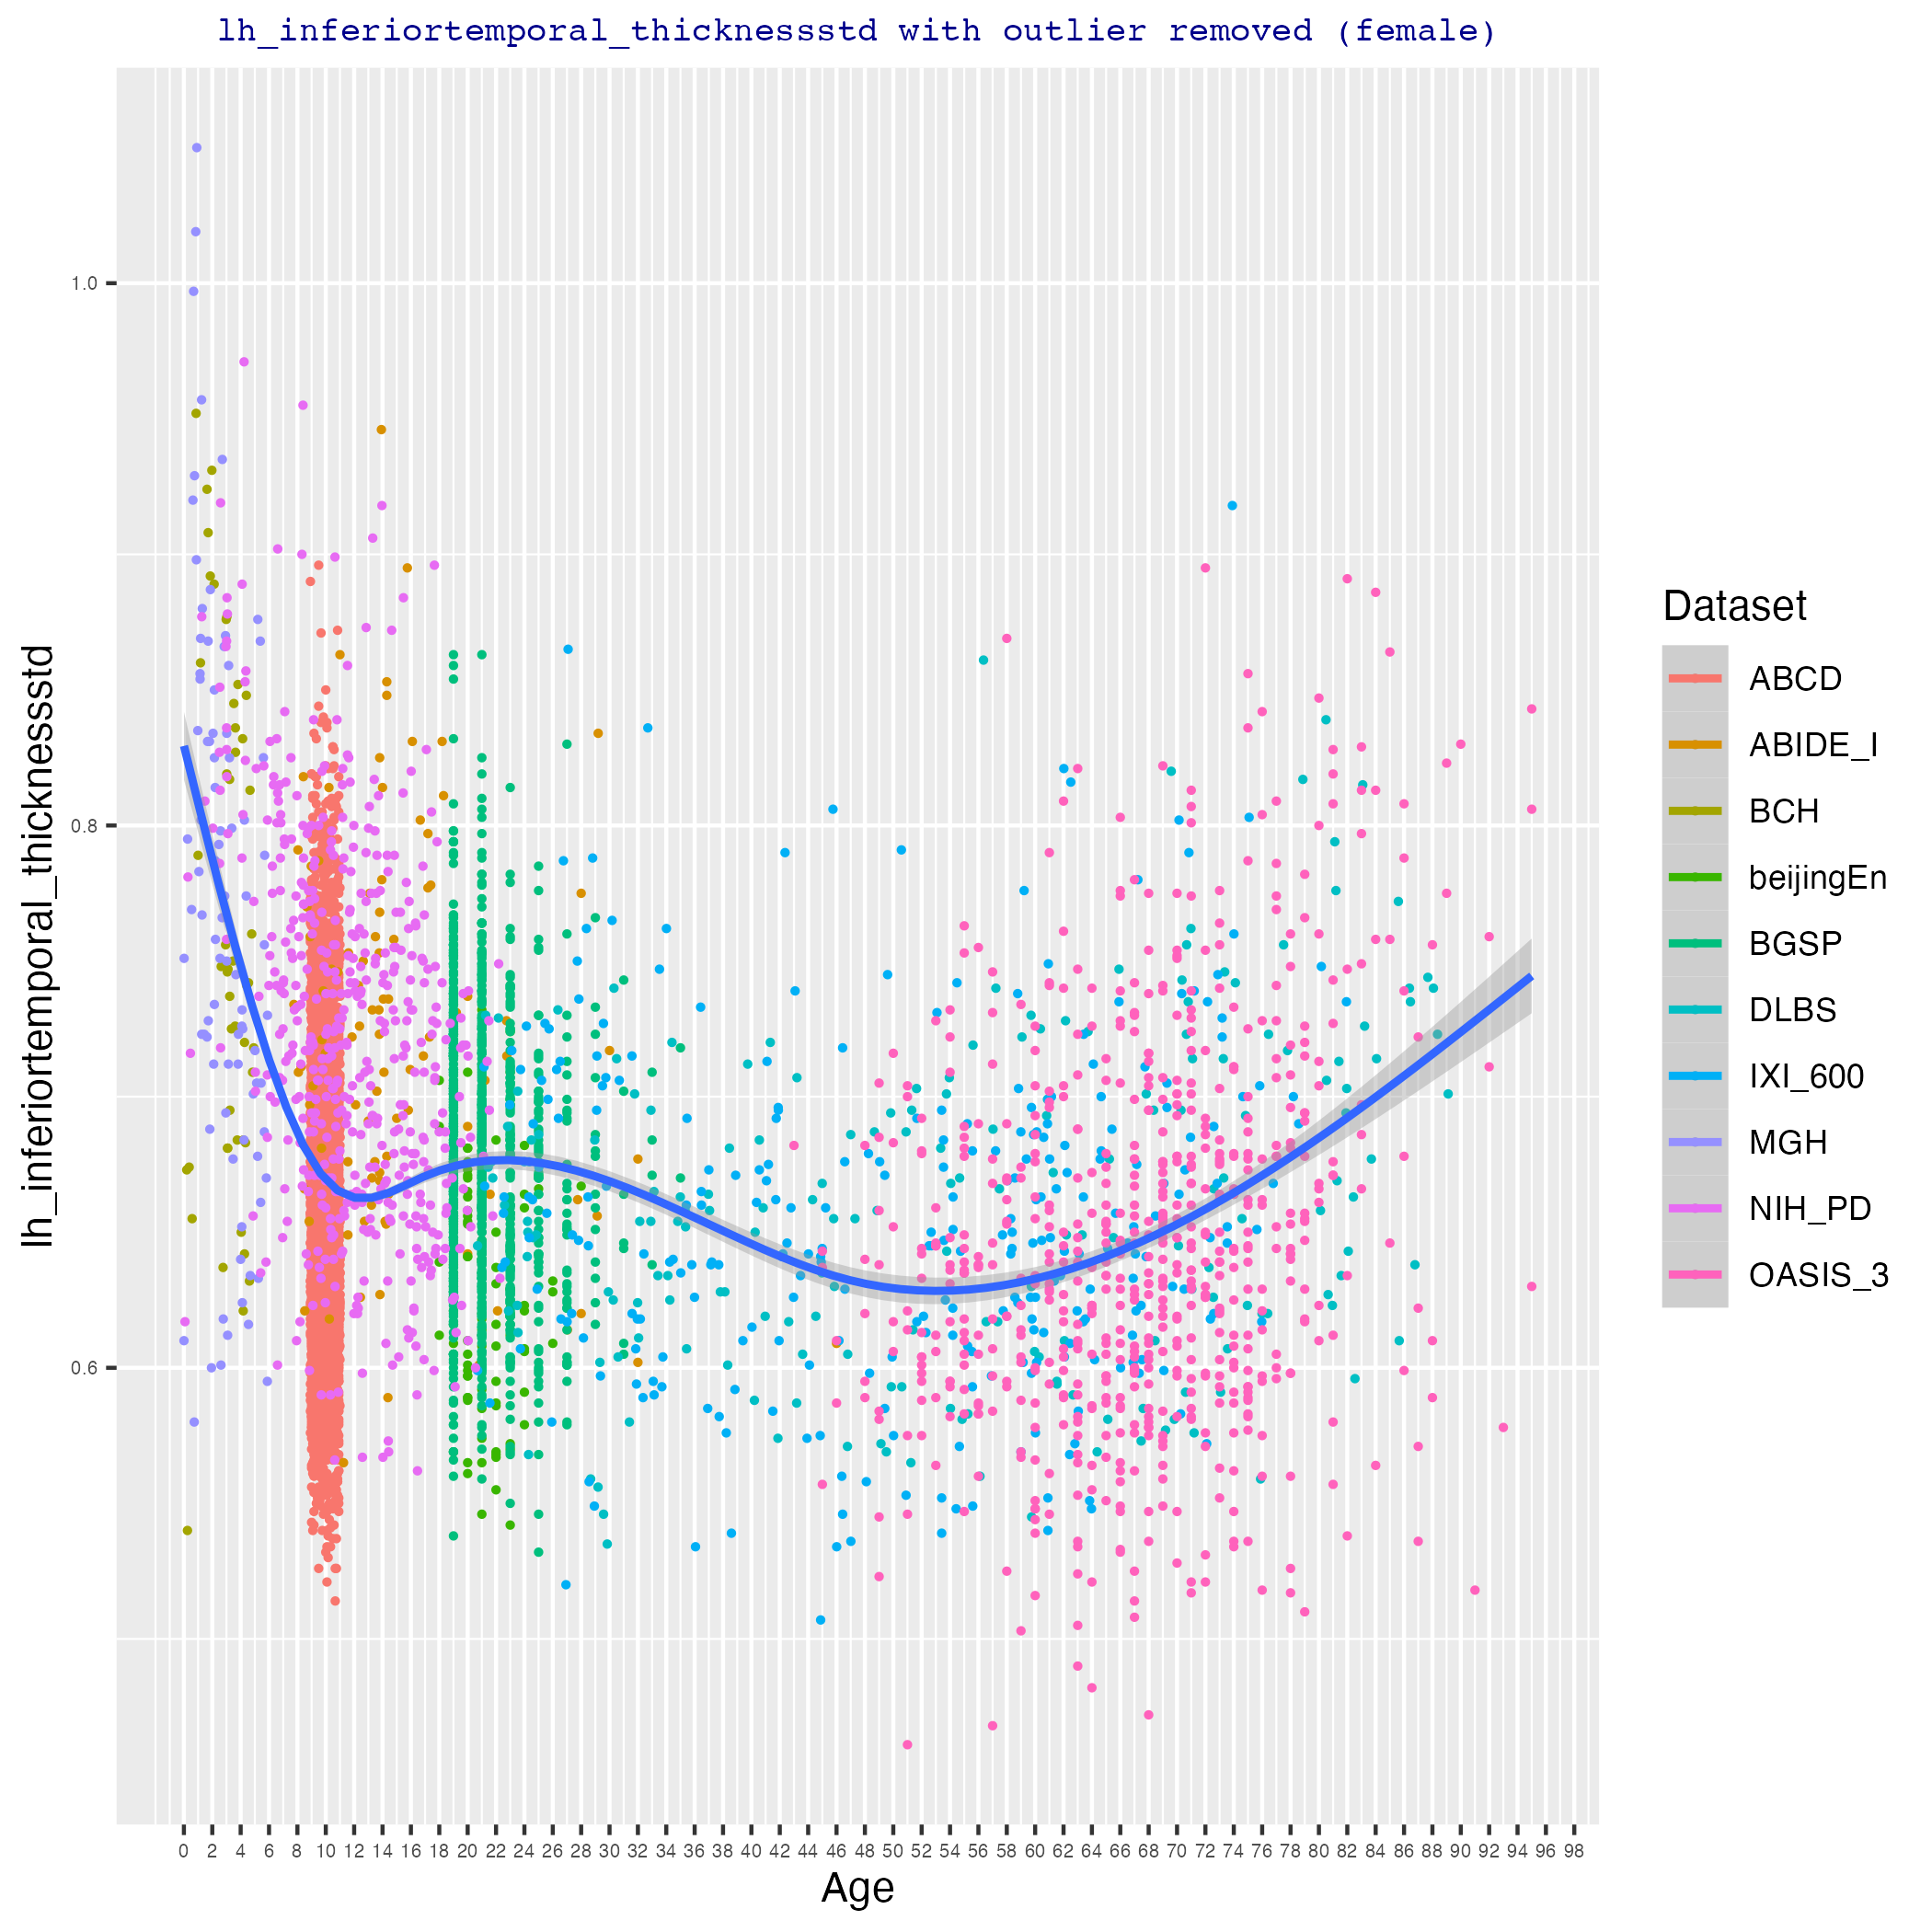 lh_inferiortemporal_thicknessstd with outlier removed (female)
lh_inferiortemporal_thicknessstd
1.0
0.8
0.6
0 2 4 6 8 10 12 14 16 18 20 22 24 26 28 30 32 34 36 38 40 42 44 46 48 50 52 54 56 58 60 62 64 66 68 70 72 74 76 78 80 82 84 86 88 90 92 94 96 98
Age
Dataset
ABCD
ABIDE_I
BCH
beijingEn
BGSP
DLBS
IXI_600
MGH
NIH_PD
OASIS_3